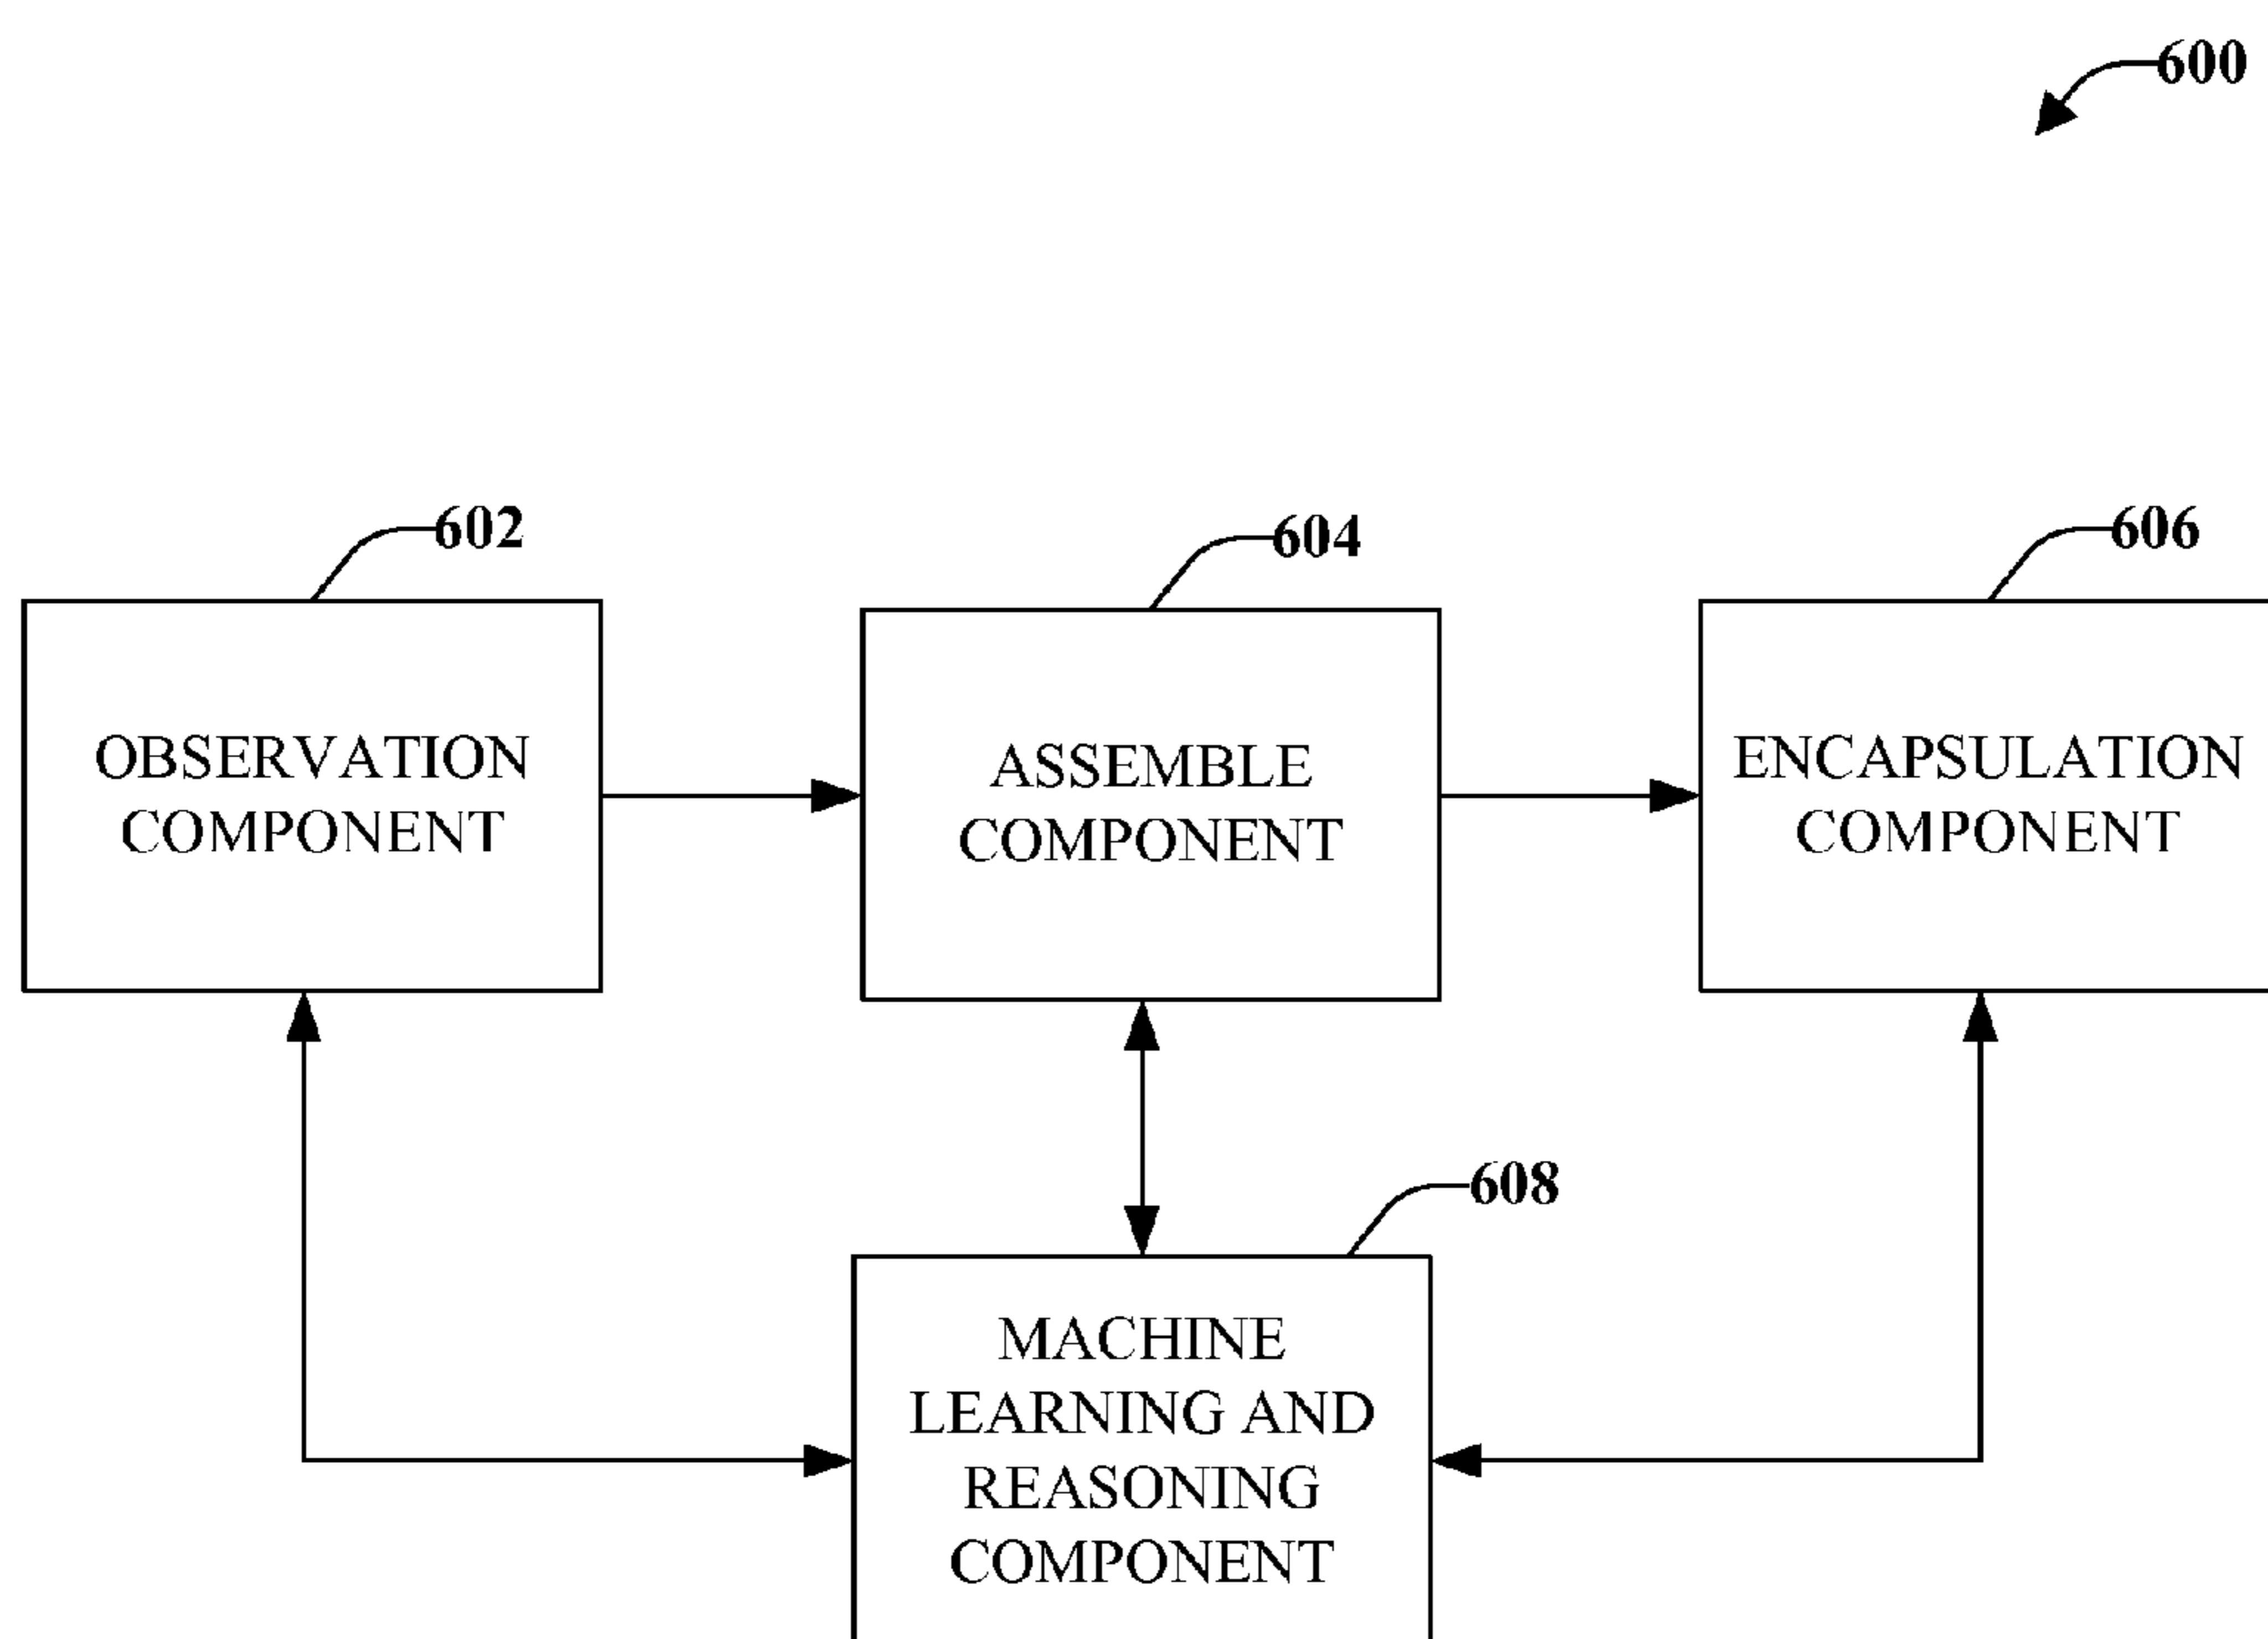 600
602
604
606
OBSERVATION
COMPONENT
ASSEMBLE
COMPONENT
ENCAPSULATION
COMPONENT
608
MACHINE
LEARNING AND
REASONING
COMPONENT